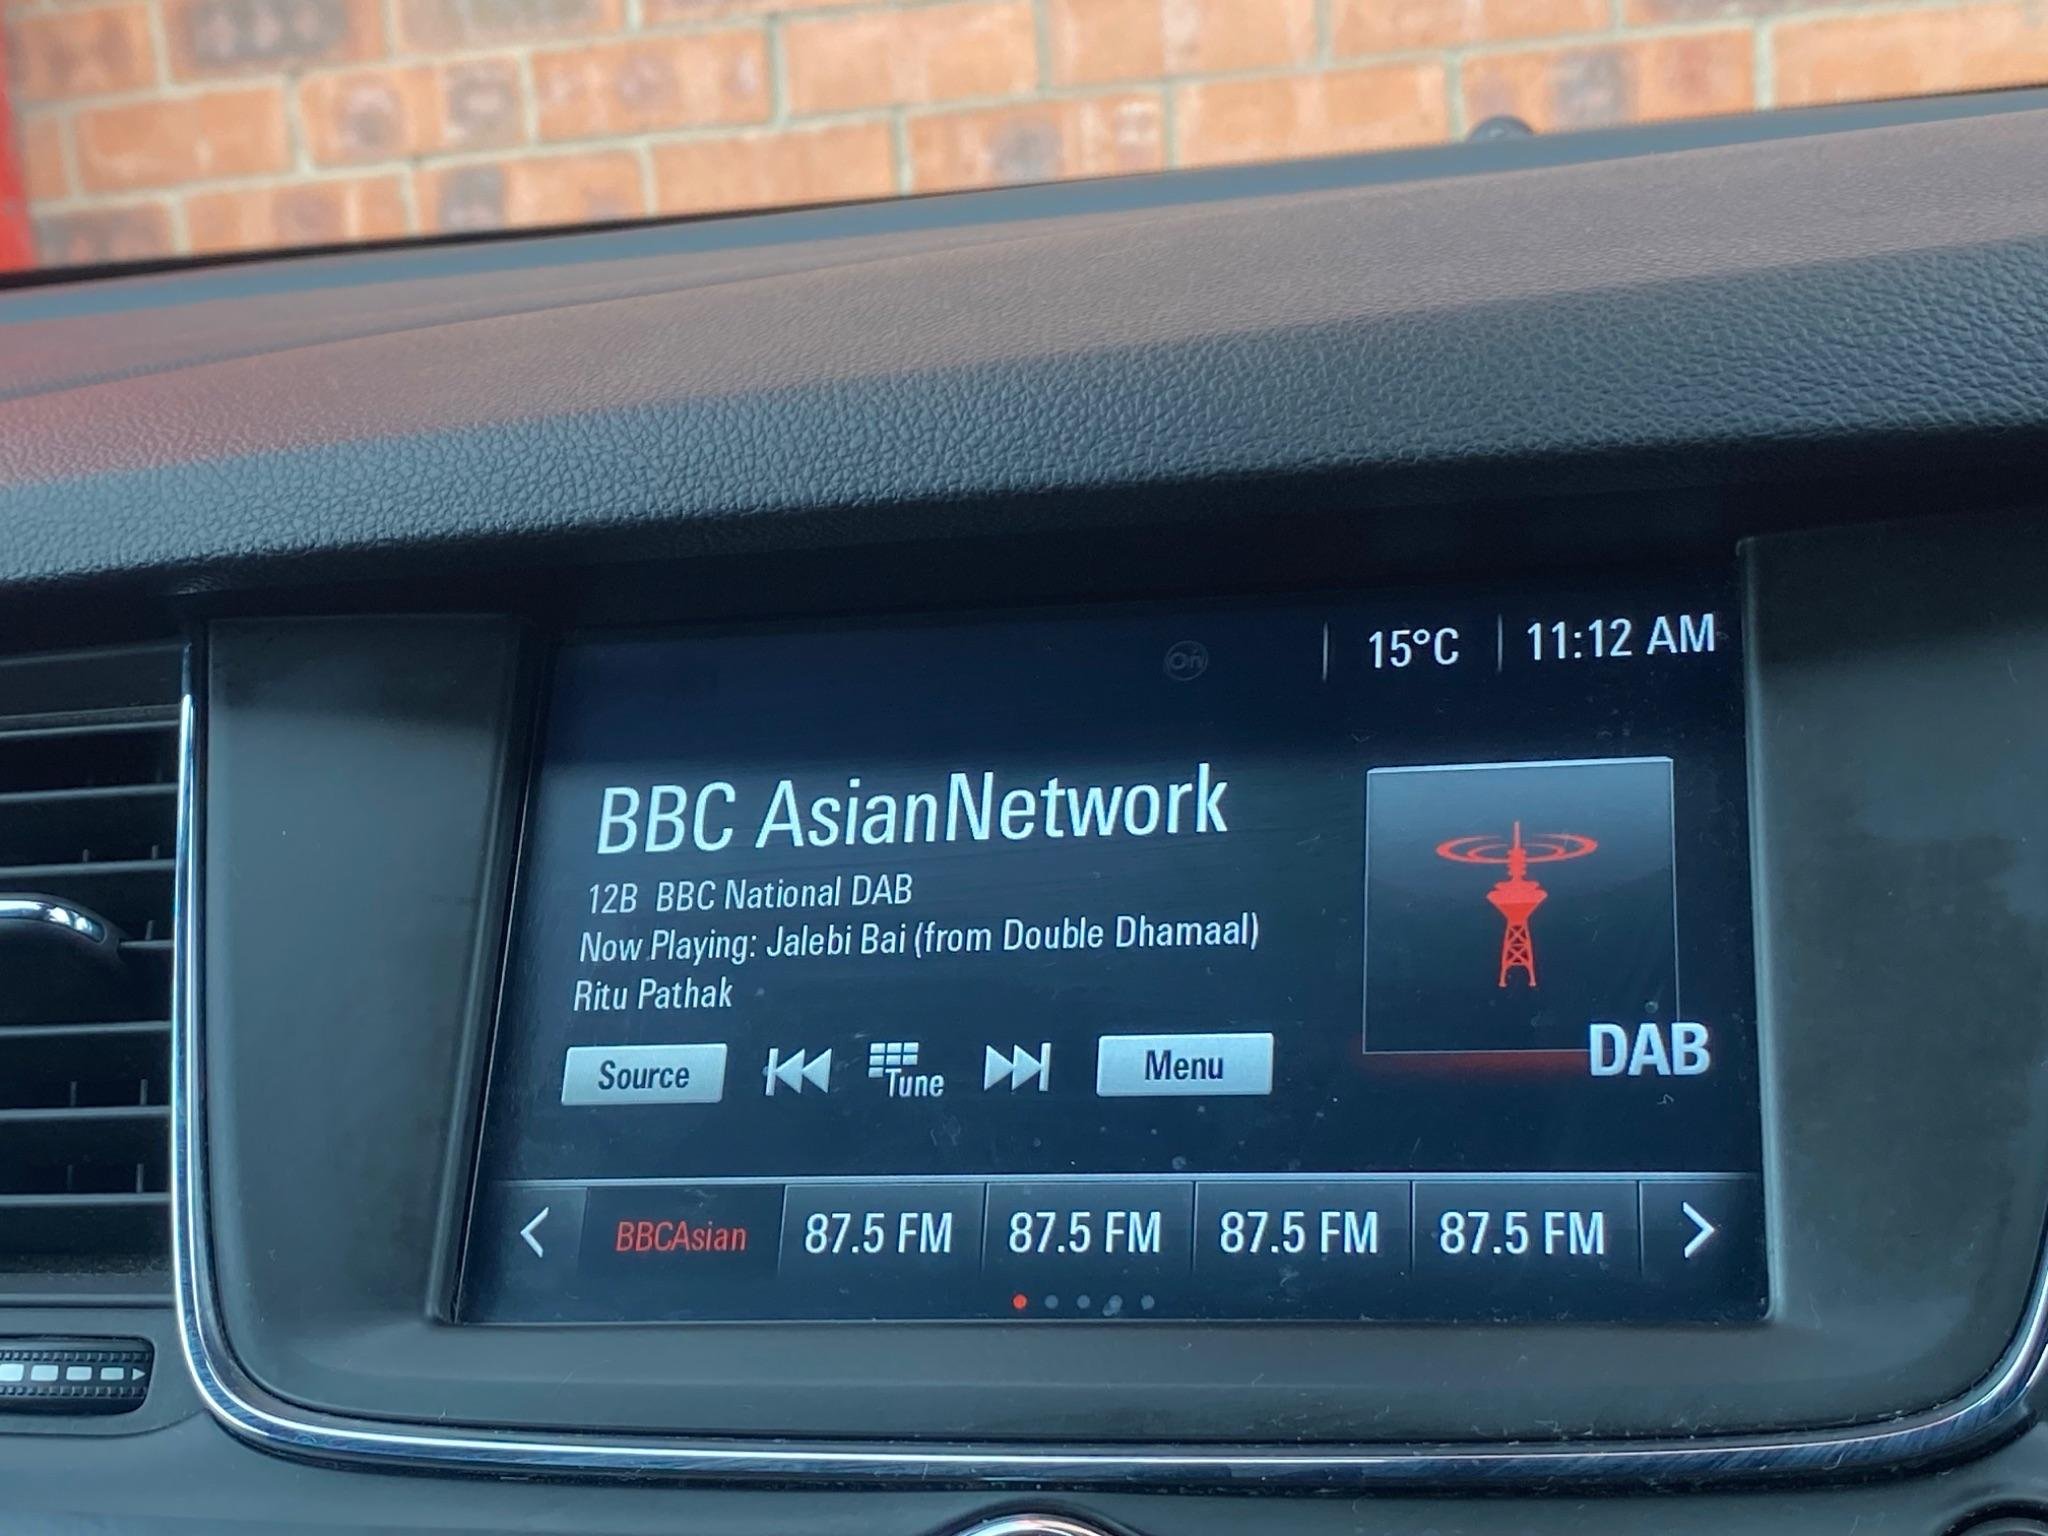 On
15°C
11:12 AM
BBC AsianNetwork
12B BBC National DAB
Now Playing: Jalebi Bai (from Double Dhamaal)
Ritu Pathak
DAB
Source
Tune
Menu
BBCAsian
87.5 FM
87.5 FM
87.5 FM
87.5 FM